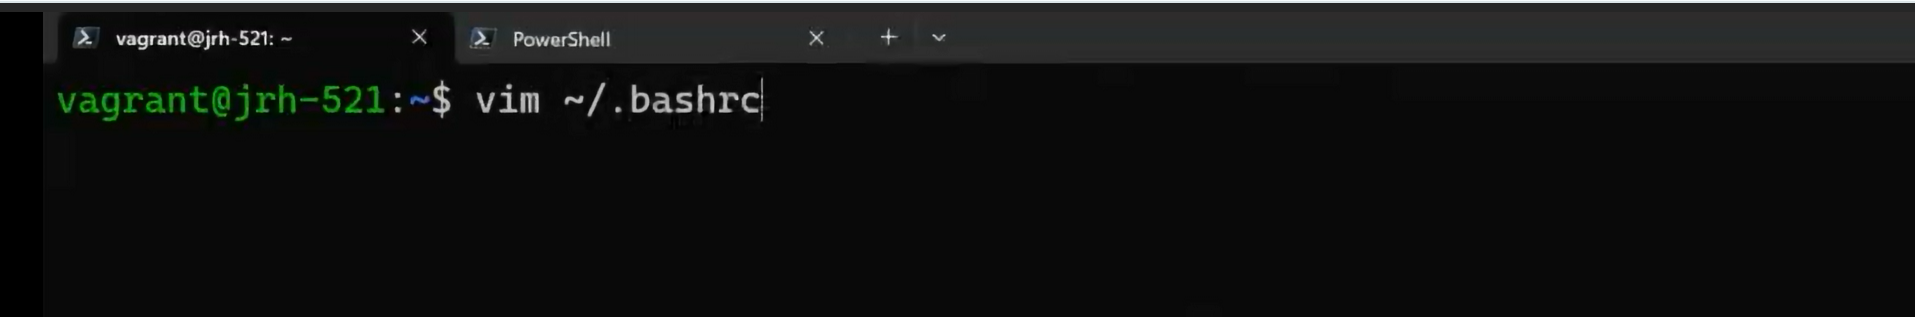 vagrant@jrh-521: ~ PowerShell
vagrant@jrh-521:~$ vim ~/.bashrc